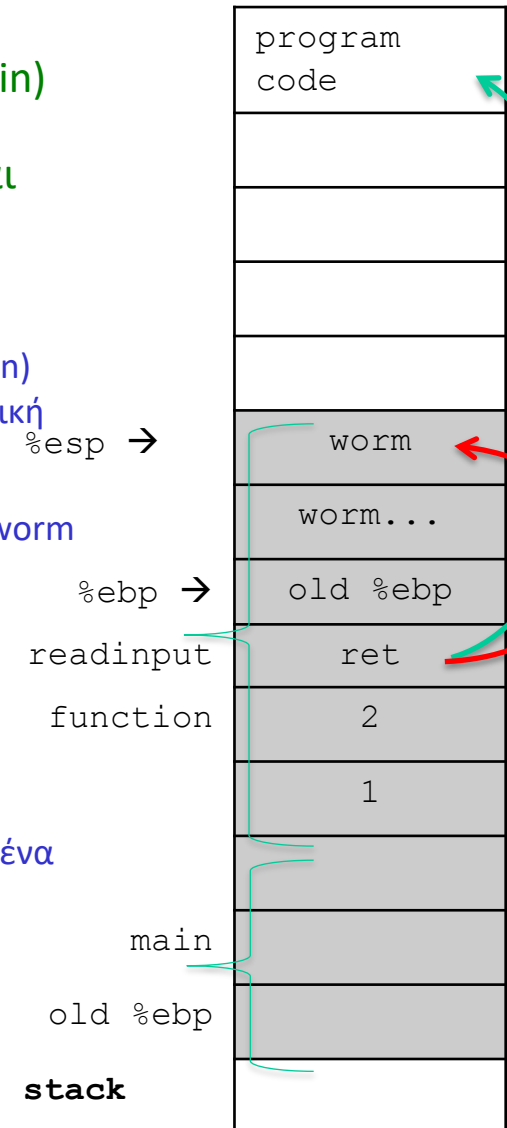 program
code
in)
ι
n)
ική
%esp → worm
worm...
worm
%ebp → old %ebp
readinput ret
function 2
1
ένα
main
old %ebp
stack